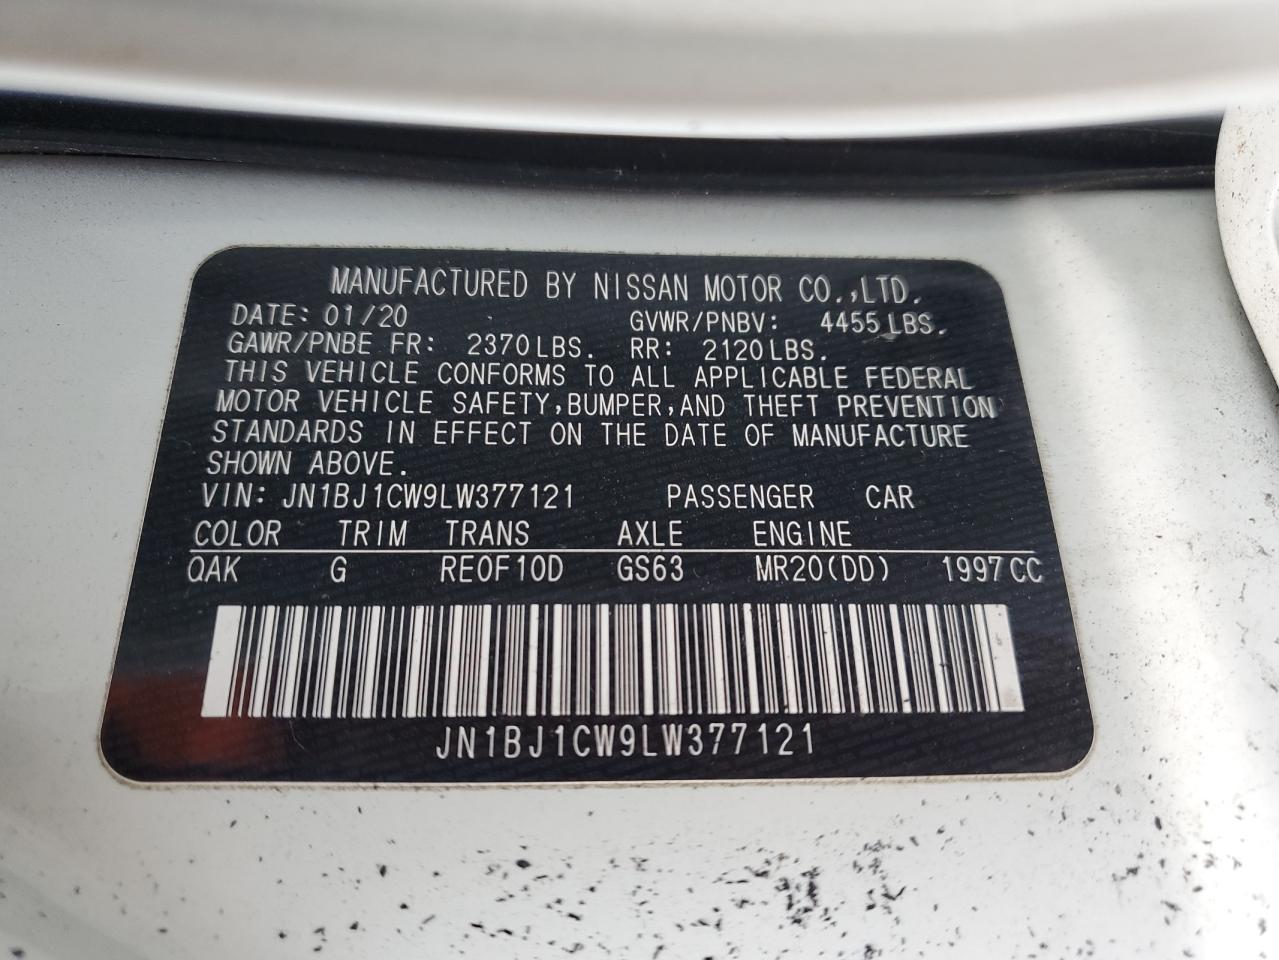 MANUFACTURED BY NISSAN MOTOR CO.,LTD.
DATE: 01/20 GVWR/PNBV: 4455LBS.
GAWR/PNBE FR: 2370LBS. RR: 2120LBS.
THIS VEHICLE CONFORMS TO ALL APPLICABLE FEDERAL
MOTOR VEHICLE SAFETY,BUMPER,AND THEFT PREVENTION
STANDARDS IN EFFECT ON THE DATE OF MANUFACTURE
SHOWN ABOVE.
VIN: JN1BJ1CW9LW377121 PASSENGER CAR
COLOR TRIM TRANS AXLE ENGINE
QAK G RE0F10D GS63 MR20(DD) 1997CC
JN1BJ1CW9LW377121